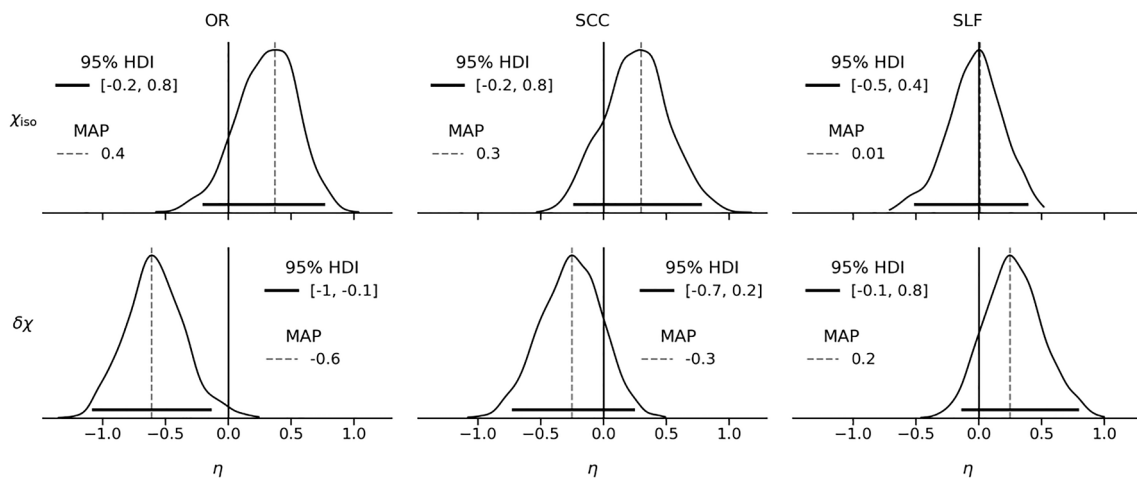 OR SCC SLF
95% HDI 95% HDI 95% HDI
[-0.2, 0.8] [-0.2, 0.8] [-0.5, 0.4]
χiso
MAP MAP MAP
0.4 0.3 0.01
95% HDI 95% HDI 95% HDI
[-1, -0.1] [-0.7, 0.2] [-0.1, 0.8]
δχ
MAP MAP MAP
-0.6 -0.3 0.2
−1.0 −0.5 0.0 0.5 1.0 −1.0 −0.5 0.0 0.5 1.0 −1.0 −0.5 0.0 0.5 1.0
η η η